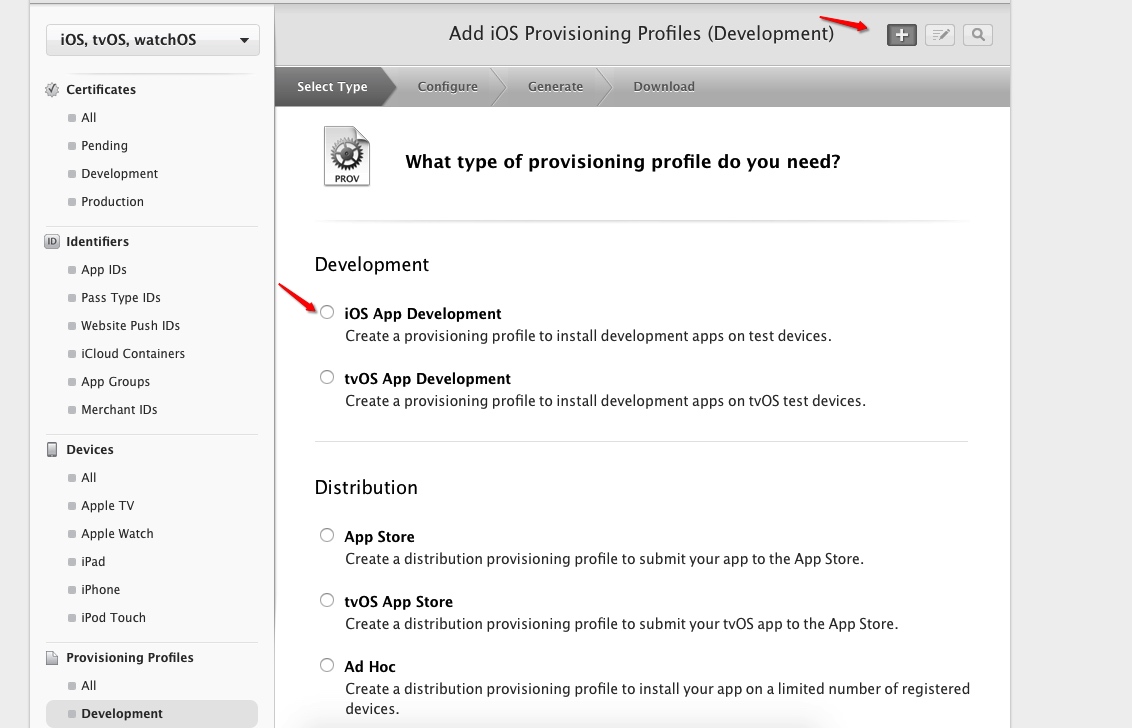 iOS, tvOS, watchOS
Add iOS Provisioning Profiles (Development)
Select Type
Configure
Generate
Download
Certificates
All
Pending
Development
Production
ID Identifiers
App IDs
Pass Type IDs
Website Push IDs
iCloud Containers
App Groups
Merchant IDs
Devices
All
Apple TV
Apple Watch
iPad
iPhone
iPod Touch
Provisioning Profiles
All
Development
PROV
What type of provisioning profile do you need?
Development
iOS App Development
Create a provisioning profile to install development apps on test devices.
tvOS App Development
Create a provisioning profile to install development apps on tvOS test devices.
Distribution
App Store
Create a distribution provisioning profile to submit your app to the App Store.
tvOS App Store
Create a distribution provisioning profile to submit your tvOS app to the App Store.
Ad Hoc
Create a distribution provisioning profile to install your app on a limited number of registered
devices.